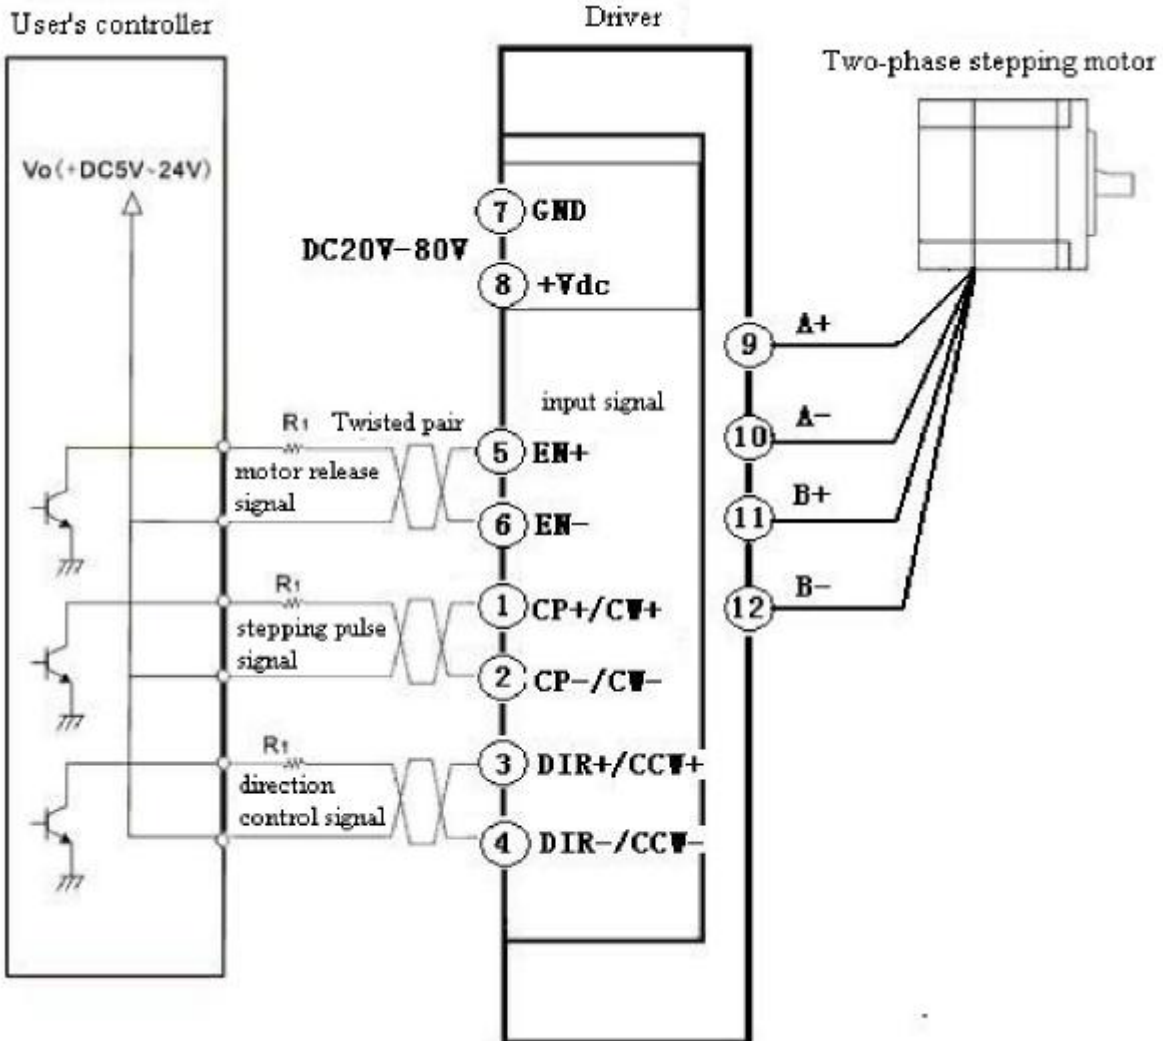 User's controller
Driver
Two-phase stepping motor
Vo(+DC5V~24V)
7 GND
DC20V-80V
8 +Vdc
9 A+
input signal
R1 Twisted pair
10 A-
5 EN+
motor release
signal
B+
11
6 EN-
R1
B-
12
1 CP+/CW+
stepping pulse
signal
2 CP-/CW-
R1
3 DIR+/CCW+
direction
control signal
4 DIR-/CCW-